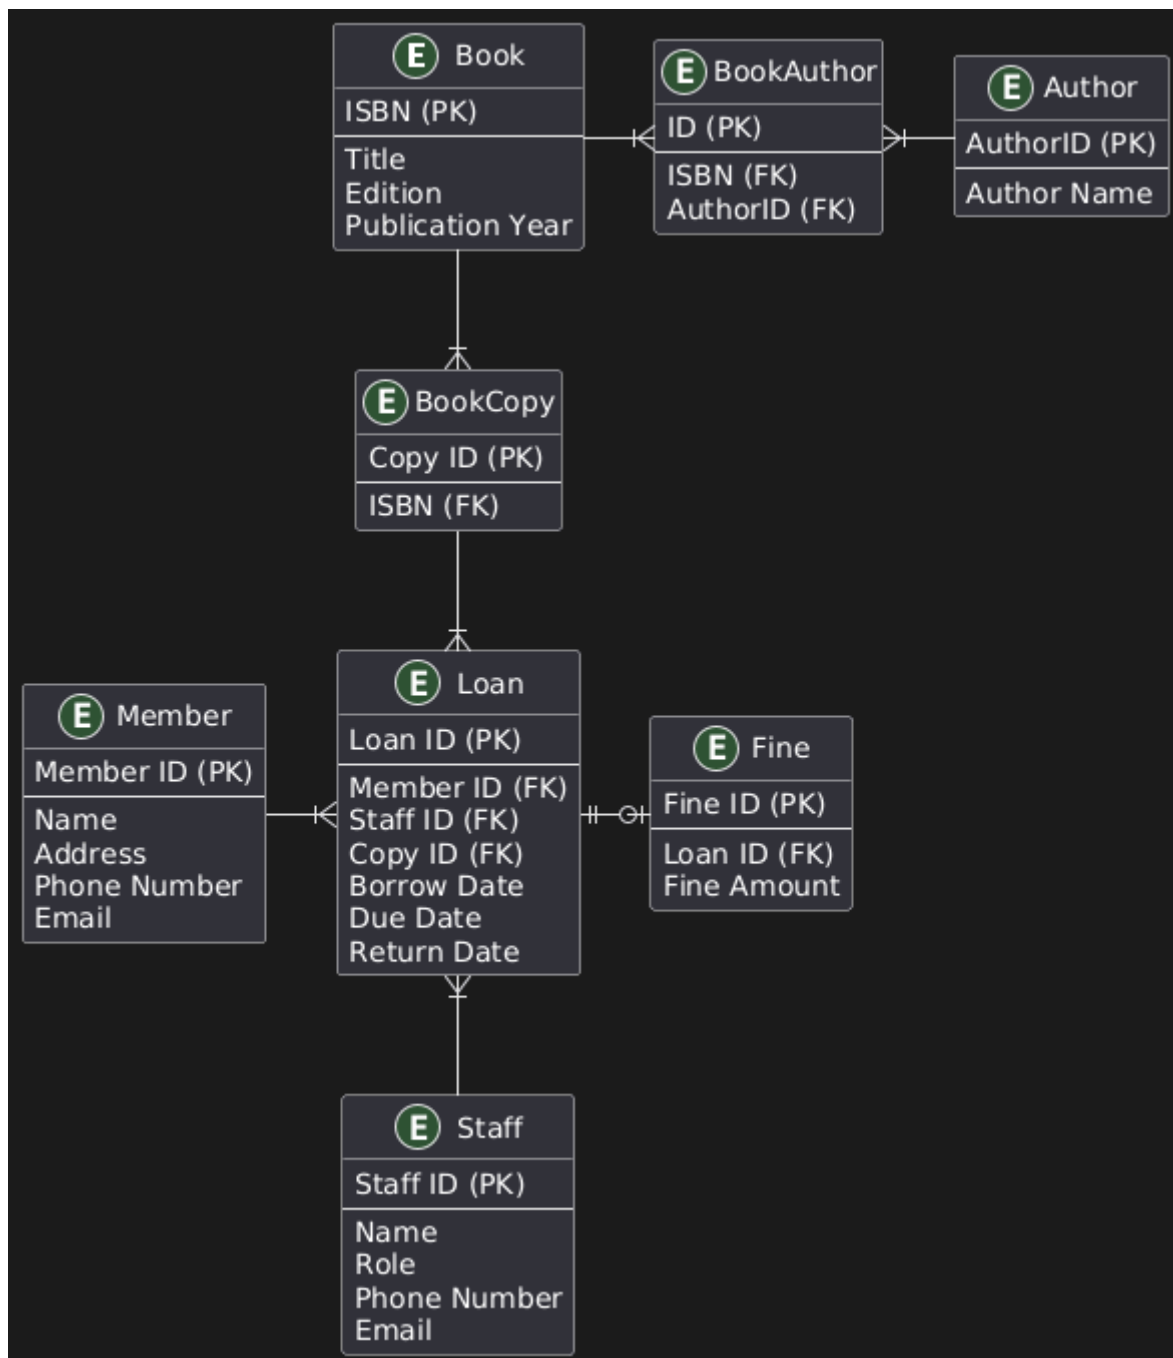 E Book
ISBN (PK)
Title
Edition
Publication Year
E BookAuthor
ID (PK)
ISBN (FK)
AuthorID (FK)
E Author
AuthorID (PK)
Author Name
E BookCopy
Copy ID (PK)
ISBN (FK)
E Member
Member ID (PK)
Name
Address
Phone Number
Email
E Loan
Loan ID (PK)
Member ID (FK)
Staff ID (FK)
Copy ID (FK)
Borrow Date
Due Date
Return Date
E Fine
Fine ID (PK)
Loan ID (FK)
Fine Amount
E Staff
Staff ID (PK)
Name
Role
Phone Number
Email